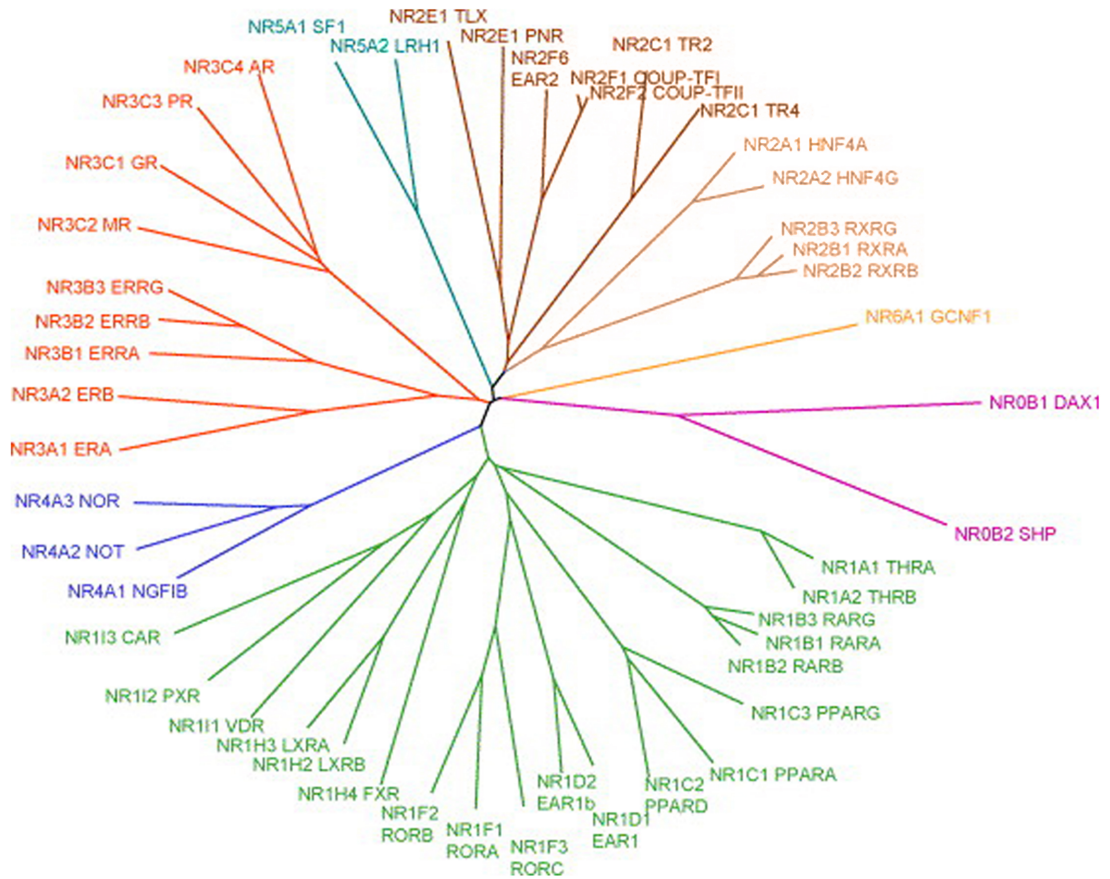 NR2E1 TLX
NR5A1 SF1
NR2E1 PNR
NR5A2 LRH1
NR2C1 TR2
NR2F6
EAR2
NR2F1 COUP-TFI
NR2F2 COUP-TFII
NR2C1 TR4
NR3C4 AR
NR3C3 PR
NR3C1 GR
NR3C2 MR
NR2A1 HNF4A
NR2A2 HNF4G
NR2B3 RXRG
NR2B1 RXRA
NR2B2 RXRB
NR3B3 ERRG
NR3B2 ERRB
NR3B1 ERRA
NR6A1 GCNF1
NR3A2 ERB
NR0B1 DAX1
NR3A1 ERA
NR4A3 NOR
NR0B2 SHP
NR4A2 NOT
NR4A1 NGFIB
NR1A1 THRA
NR1A2 THRB
NR1B3 RARG
NR1B1 RARA
NR1B2 RARB
NR1I3 CAR
NR1I2 PXR
NR1I1 VDR
NR1H3 LXRA
NR1H2 LXRB
NR1H4 FXR
NR1C3 PPARG
NR1C1 PPARA
NR1C2
PPARD
NR1D2
EAR1b
NR1D1
EAR1
NR1F2
RORB
NR1F1
RORA
NR1F3
RORC